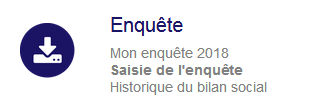 Enquête
Mon enquête 2018
Saisie de l'enquête
Historique du bilan social